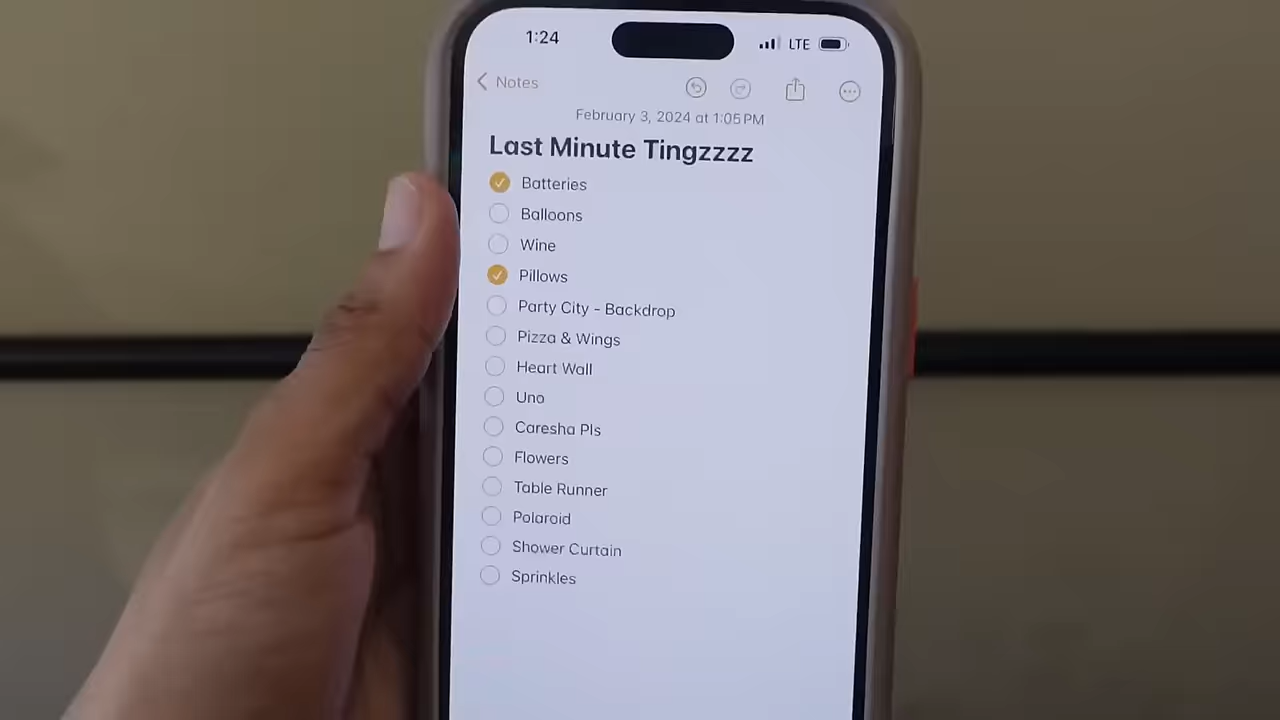 1:24
LTE
Notes
February 3, 2024 at 1:05 PM
Last Minute Tingzzzz
Batteries
Balloons
Wine
Pillows
Party City - Backdrop
Pizza & Wings
Heart Wall
Uno
Caresha Pls
Flowers
Table Runner
Polaroid
Shower Curtain
Sprinkles